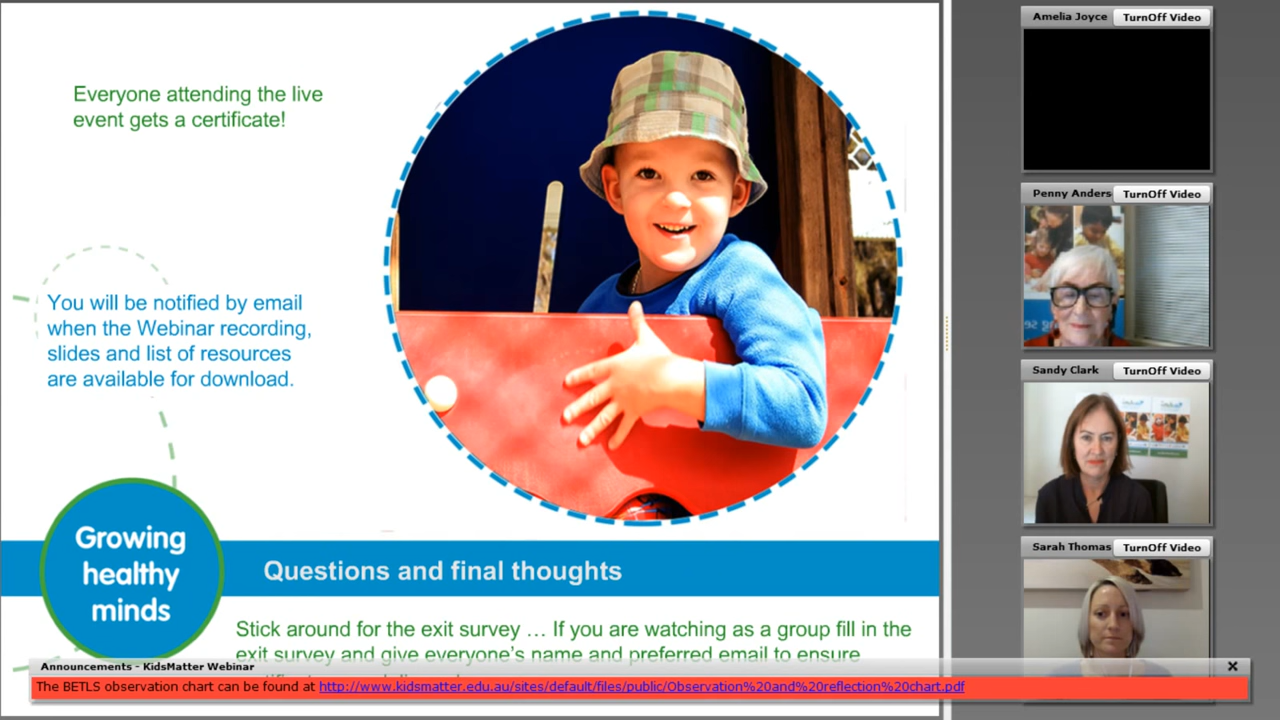 Everyone attending the live
event gets a certificate!
You will be notified by email
when the Webinar recording,
slides and list of resources
are available for download.
Growing
healthy
minds
Questions and final thoughts
Stick around for the exit survey … If you are watching as a group fill in the
exit survey and give everyone's name and preferred email to ensure
Announcements - KidsMatter Webinar
The BETLS observation chart can be found at http://www.kidsmatter.edu.au/sites/default/files/public/Observation%20and%20reflection%20chart.pdf
Amelia Joyce TurnOff Video
Penny Anders TurnOff Video
Sandy Clark TurnOff Video
Sarah Thomas TurnOff Video